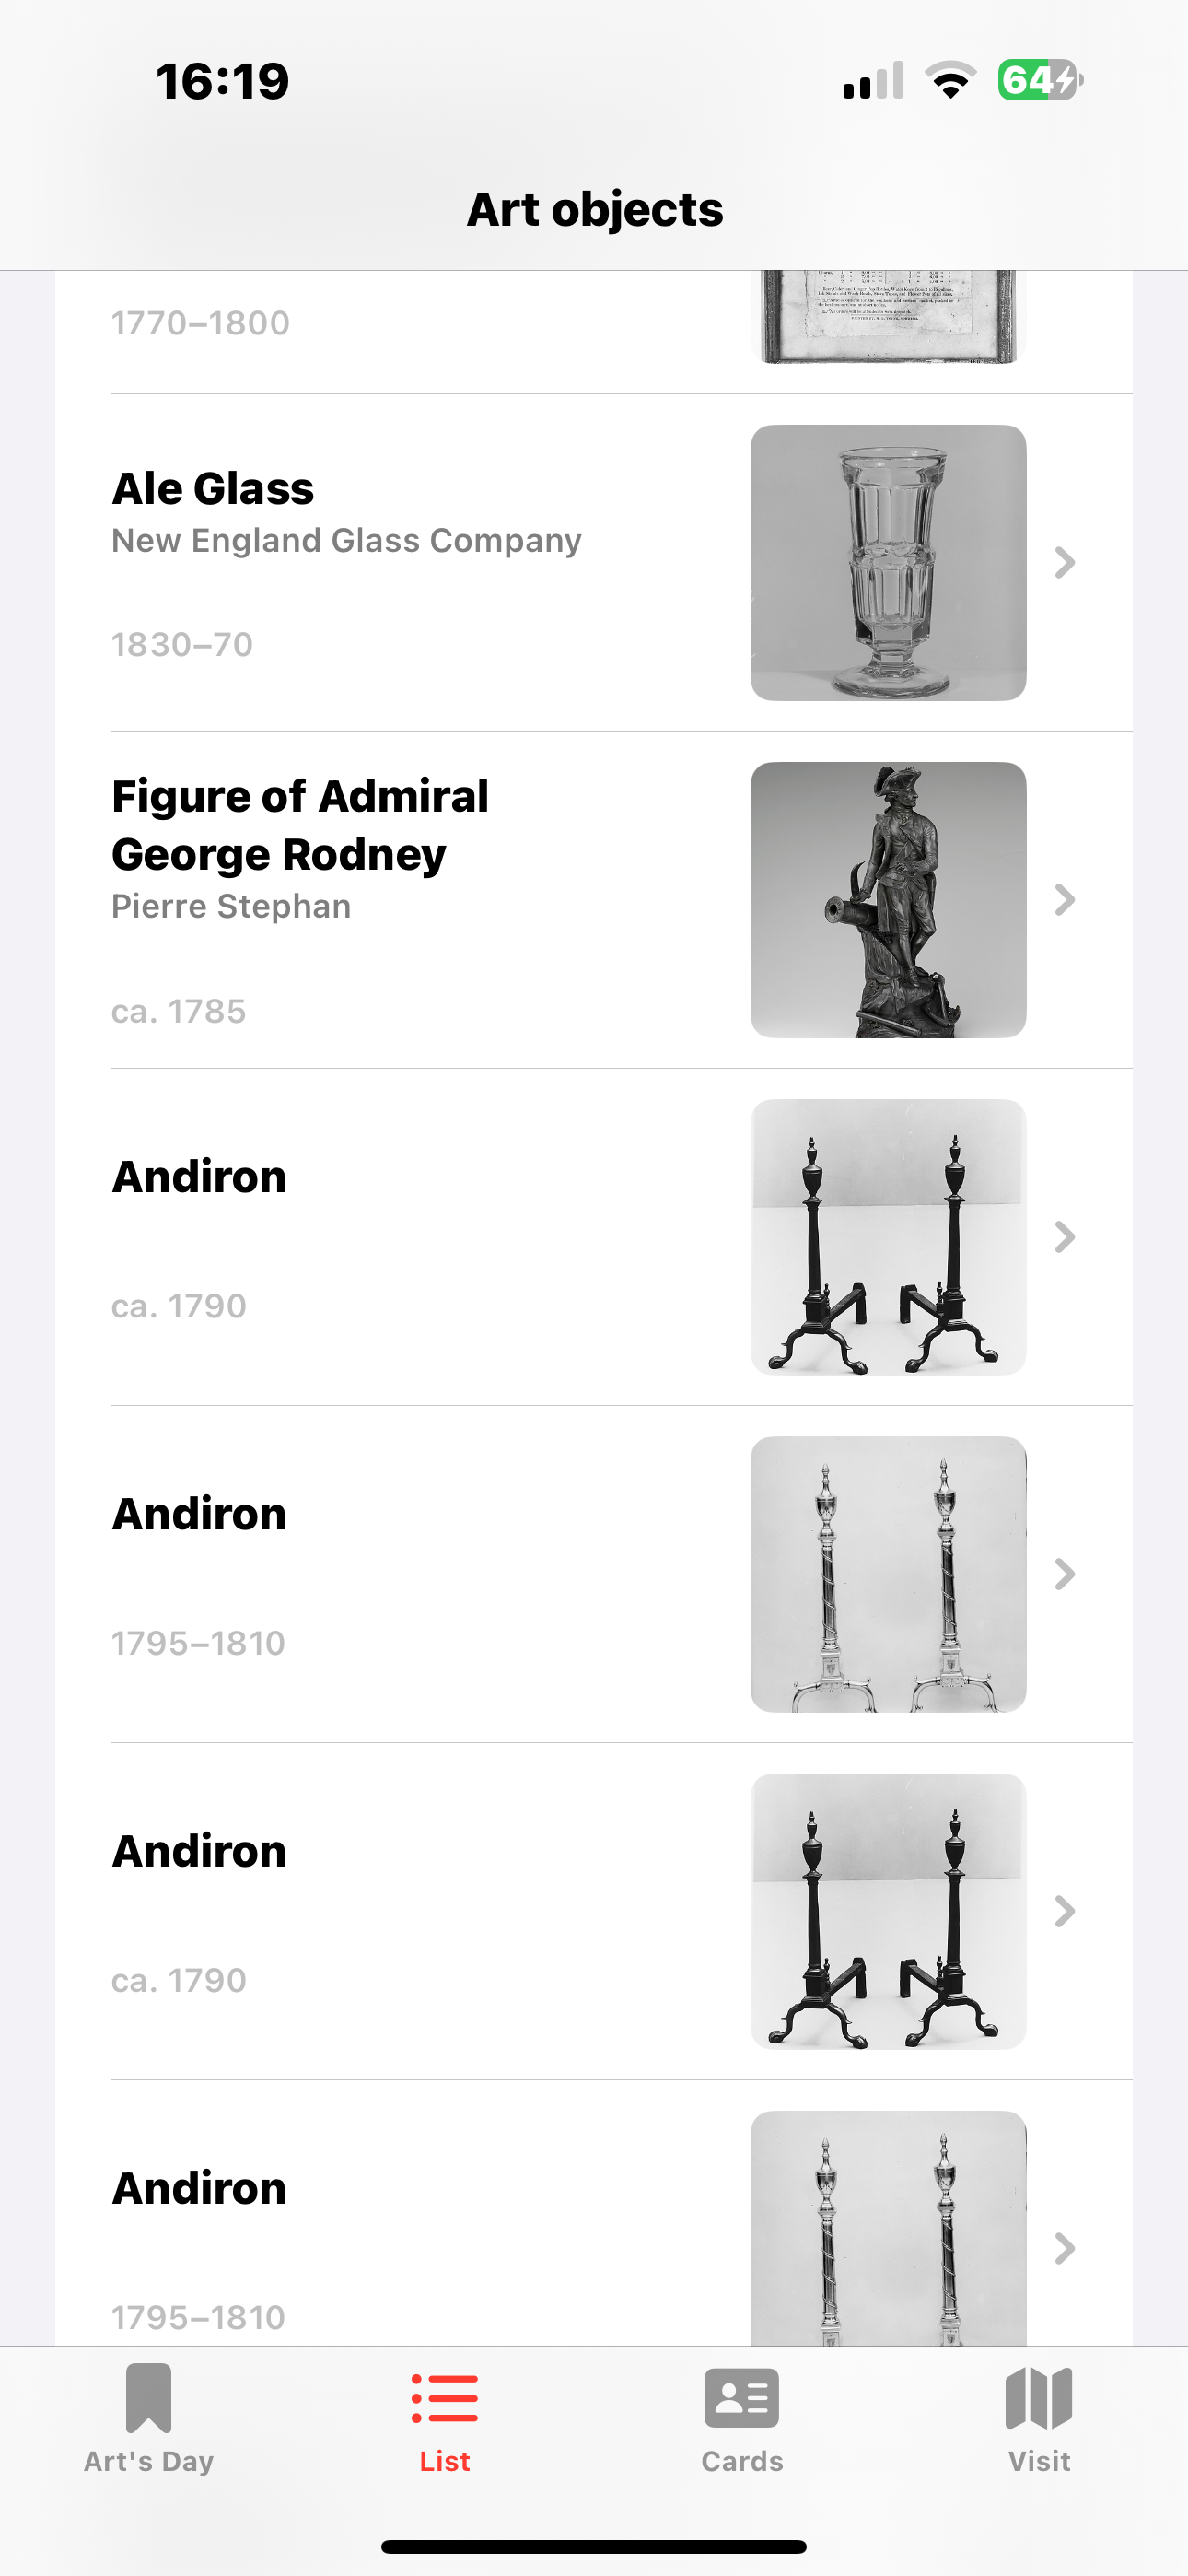 16:19
64
Art objects
1770–1800
Ale Glass
New England Glass Company
1830–70
Figure of Admiral
George Rodney
Pierre Stephan
ca. 1785
Andiron
ca. 1790
Andiron
1795–1810
Andiron
ca. 1790
Andiron
1795–1810
Art's Day
List
Cards
Visit